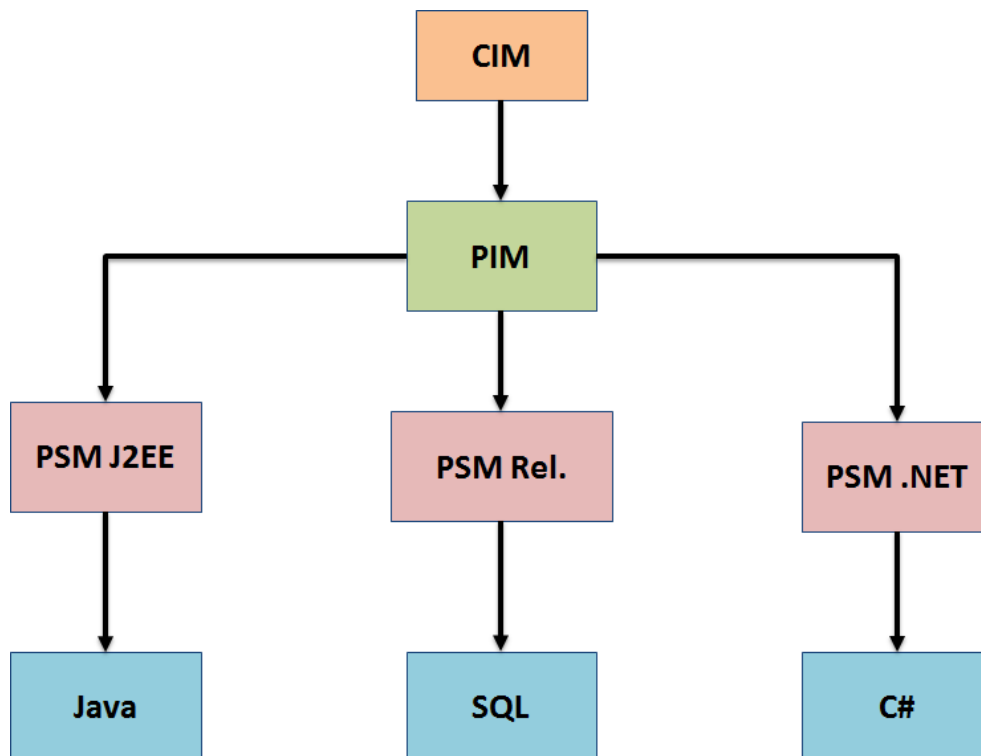 CIM
PIM
PSM J2EE
PSM Rel.
PSM .NET
Java
SQL
C#